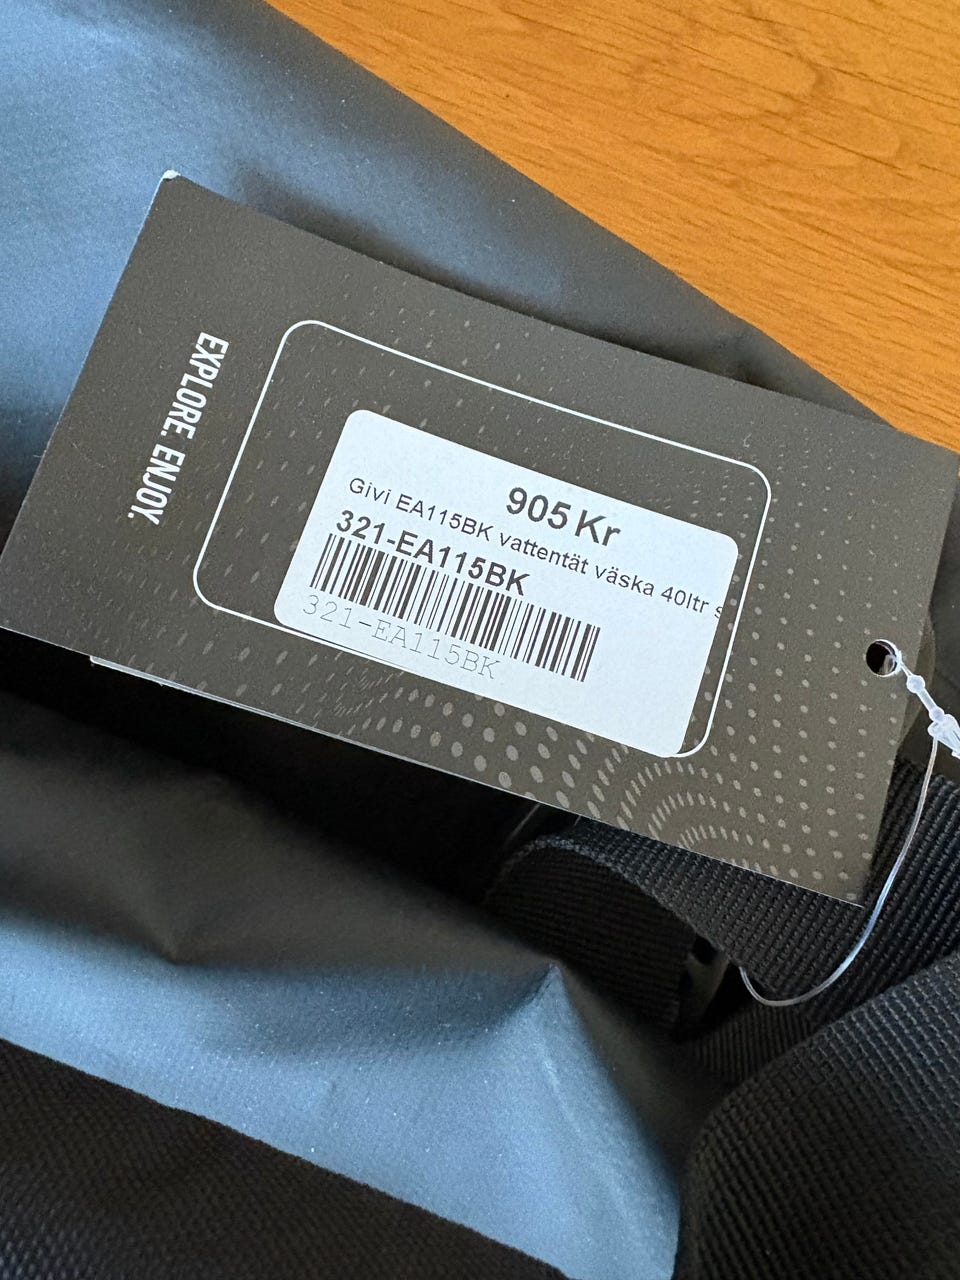 EXPLORE. ENJOY.
905 Kr
Givi EA115BK vattentät väska 40ltr s
321-EA115BK
321-EA115BK